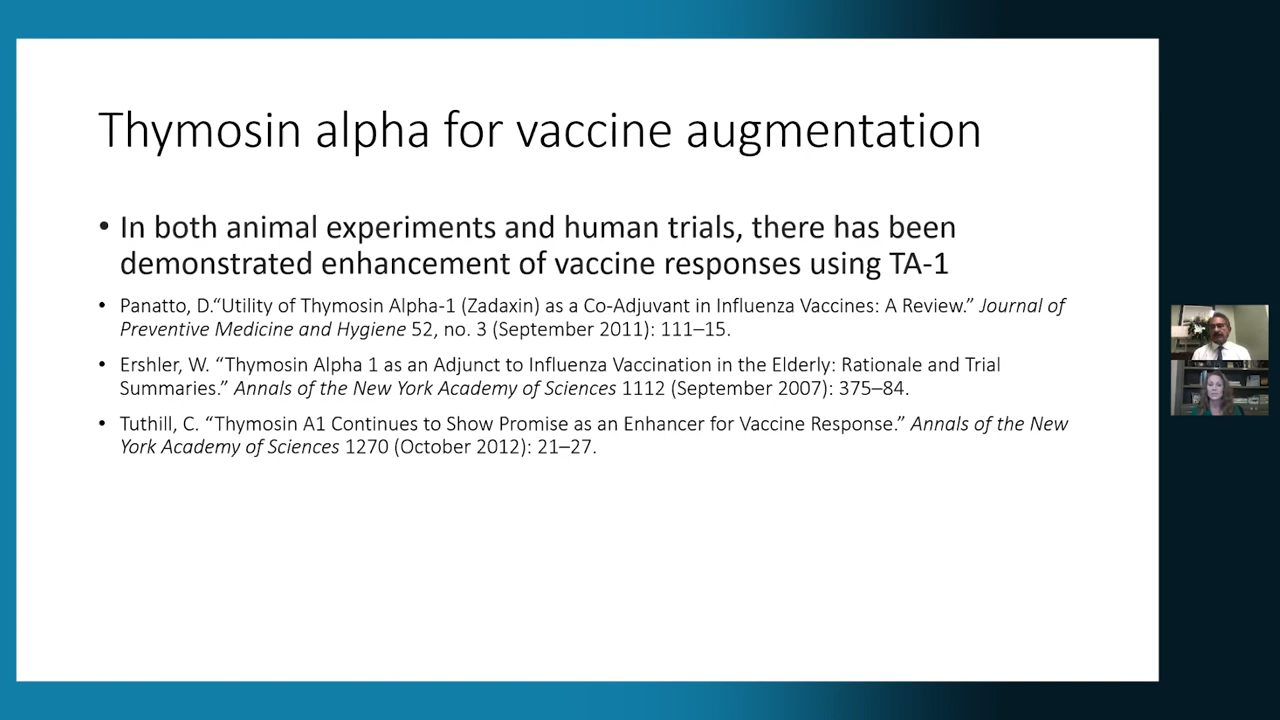 Thymosin alpha for vaccine augmentation
• In both animal experiments and human trials, there has been
demonstrated enhancement of vaccine responses using TA-1
• Panatto, D.“Utility of Thymosin Alpha-1 (Zadaxin) as a Co-Adjuvant in Influenza Vaccines: A Review.” Journal of
Preventive Medicine and Hygiene 52, no. 3 (September 2011): 111–15.
• Ershler, W. “Thymosin Alpha 1 as an Adjunct to Influenza Vaccination in the Elderly: Rationale and Trial
Summaries.” Annals of the New York Academy of Sciences 1112 (September 2007): 375–84.
• Tuthill, C. “Thymosin Α1 Continues to Show Promise as an Enhancer for Vaccine Response.” Annals of the New
York Academy of Sciences 1270 (October 2012): 21–27.